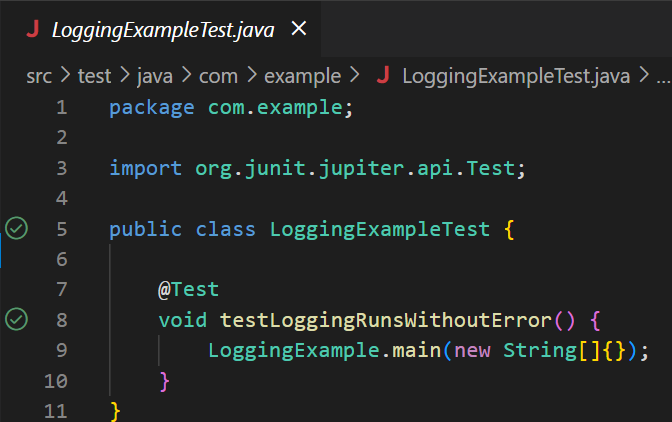 J LoggingExampleTest.java ×
src > test > java > com > example > J LoggingExampleTest.java > ...
1 package com.example;
2
3 import org.junit.jupiter.api.Test;
4
5 public class LoggingExampleTest {
6
7 @Test
8 void testLoggingRunsWithoutError() {
9 LoggingExample.main(new String[]{});
10 }
11 }